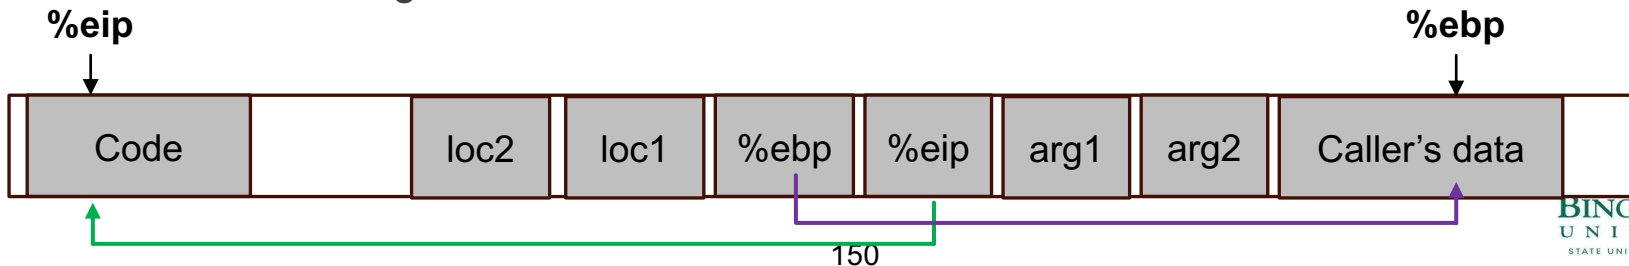 %eip %ebp
Code loc2 loc1 %ebp %eip arg1 arg2 Caller's data
150